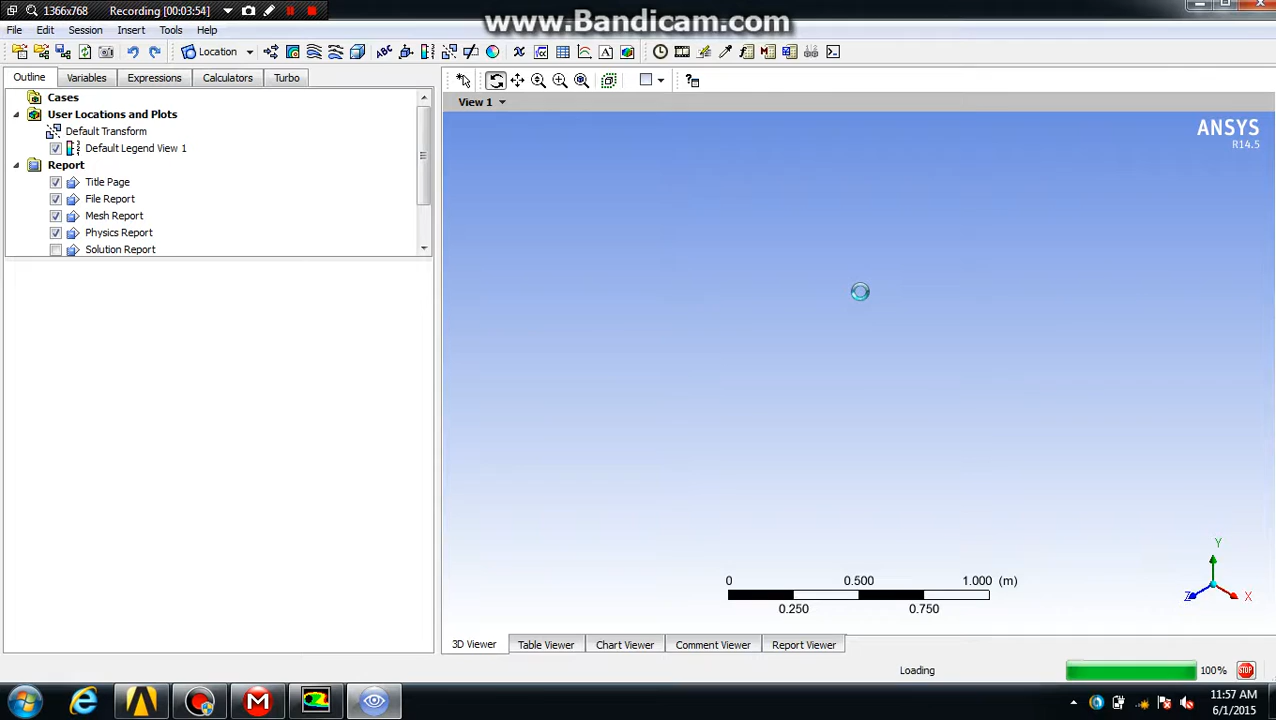 1366x768 Recording [00:03:54]
www.Bandicam.com
File Edit Session Insert Tools Help
Location
Outline Variables Expressions Calculators Turbo
Cases
User Locations and Plots
Default Transform
Default Legend View 1
Report
Title Page
File Report
Mesh Report
Physics Report
Solution Report
View 1
ANSYS
R14.5
0 0.500 1.000 (m)
0.250 0.750
Y
Z X
3D Viewer Table Viewer Chart Viewer Comment Viewer Report Viewer
Loading 100% STOP
11:57 AM
6/1/2015